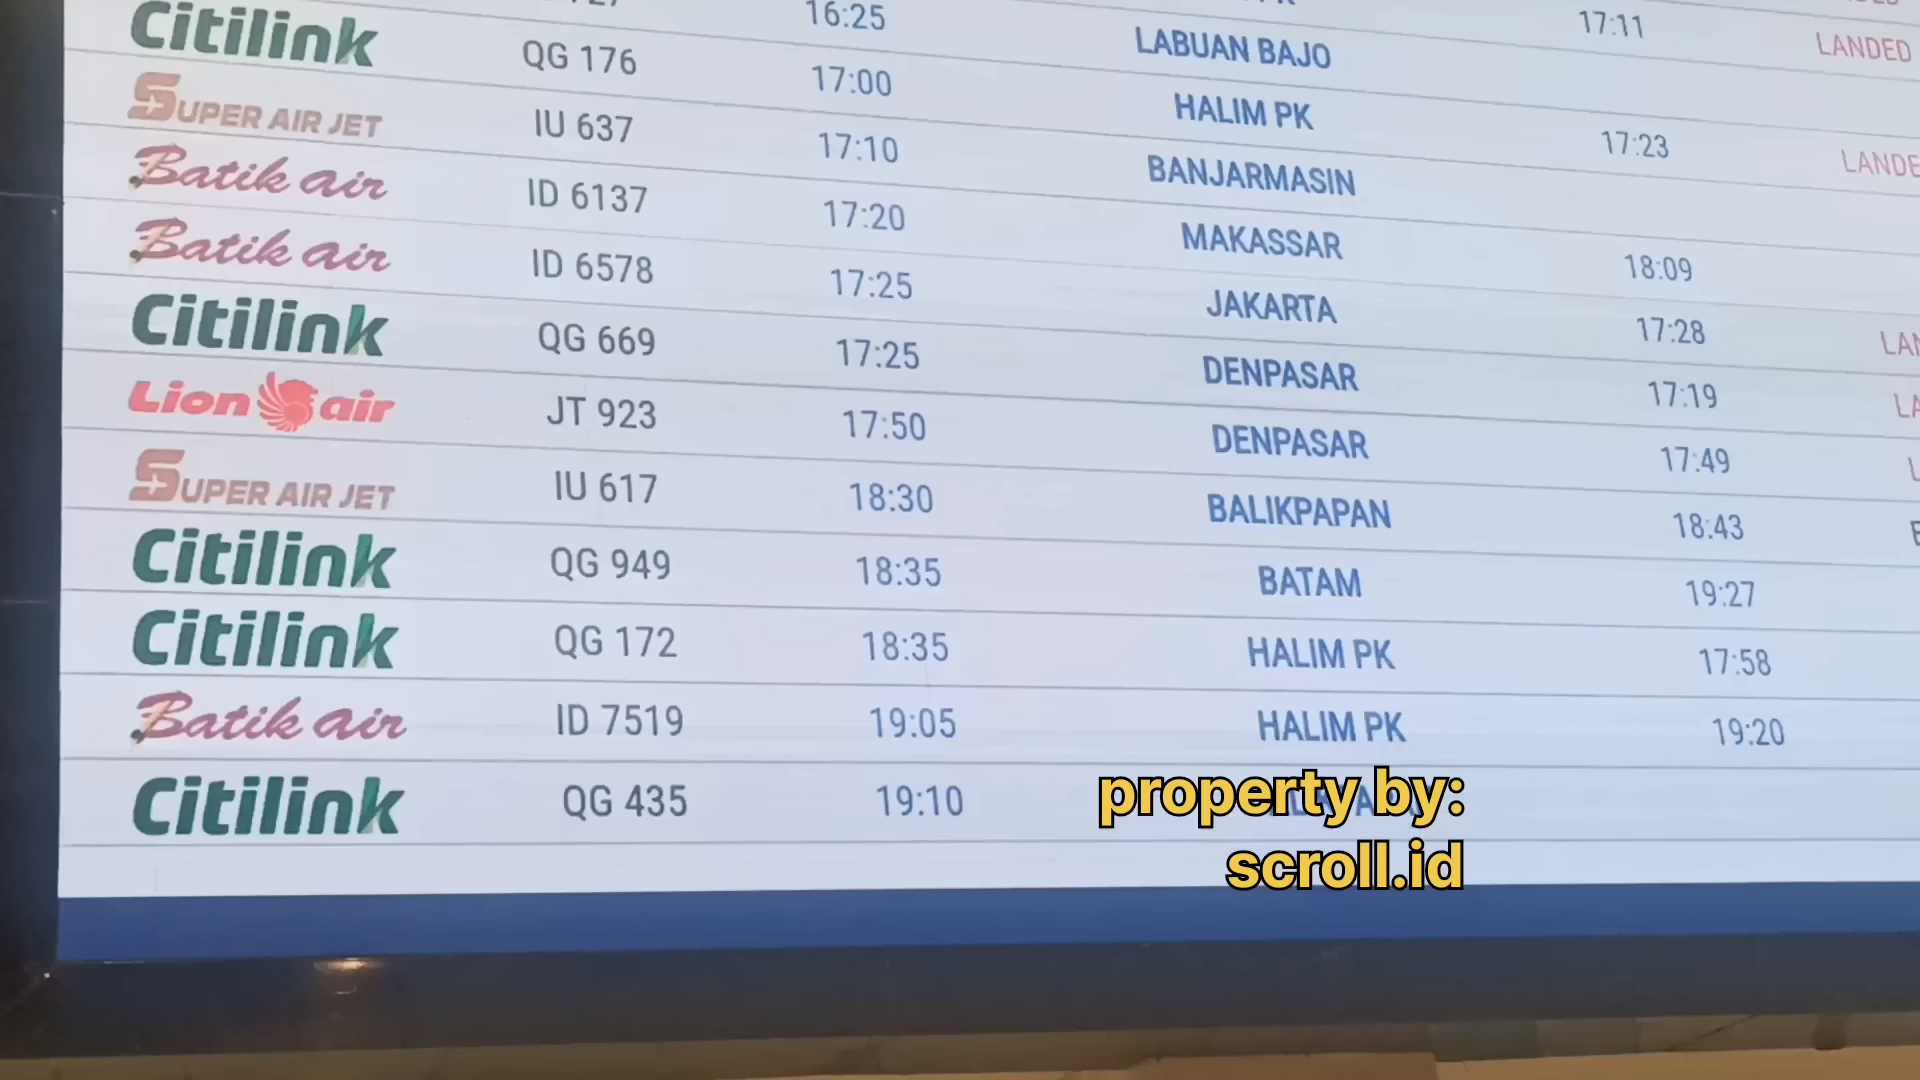 17:11 LANDED
16:25 LABUAN BAJO
Citilink QG 176 17:00 HALIM PK 17:23 LANDE
SUPER AIR JET IU 637 17:10 BANJARMASIN
Batik air ID 6137 17:20 MAKASSAR 18:09
Batik air ID 6578 17:25 JAKARTA 17:28 LAN
Citilink QG 669 17:25 DENPASAR 17:19 LA
Lion air JT 923 17:50 DENPASAR 17:49 L
SUPER AIR JET IU 617 18:30 BALIKPAPAN 18:43
Citilink QG 949 18:35 BATAM 19:27
Citilink QG 172 18:35 HALIM PK 17:58
Batik air ID 7519 19:05 HALIM PK 19:20
Citilink QG 435 19:10
property by:
scroll.id